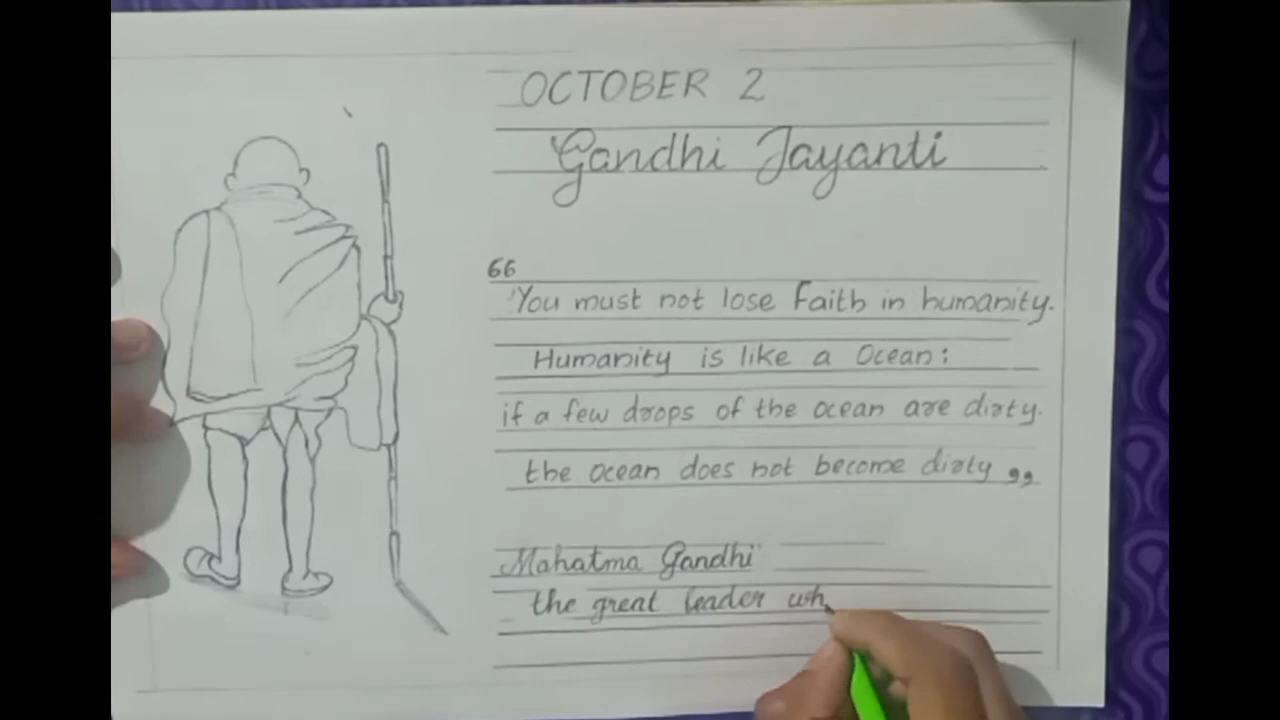 OCTOBER 2
Gandhi Jayanti
“You must not lose faith in humanity.
Humanity is like a Ocean:
if a few drops of the ocean are dirty.
the ocean does not become dirty ”
Mahatma Gandhi
the great leader wh